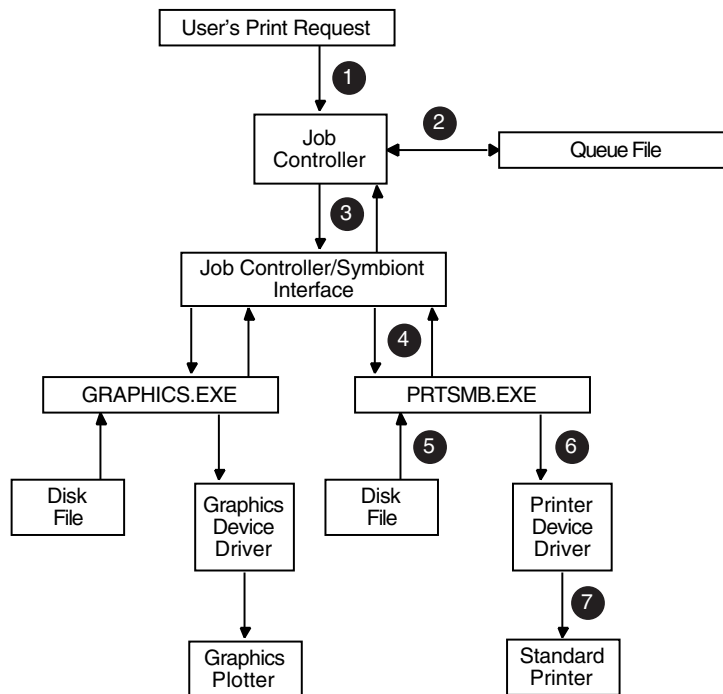 User's Print Request
1
Job
Controller
2
Queue File
3
Job Controller/Symbiont
Interface
4
GRAPHICS.EXE
PRTSMB.EXE
5
6
Disk
File
Graphics
Device
Driver
Disk
File
Printer
Device
Driver
7
Graphics
Plotter
Standard
Printer